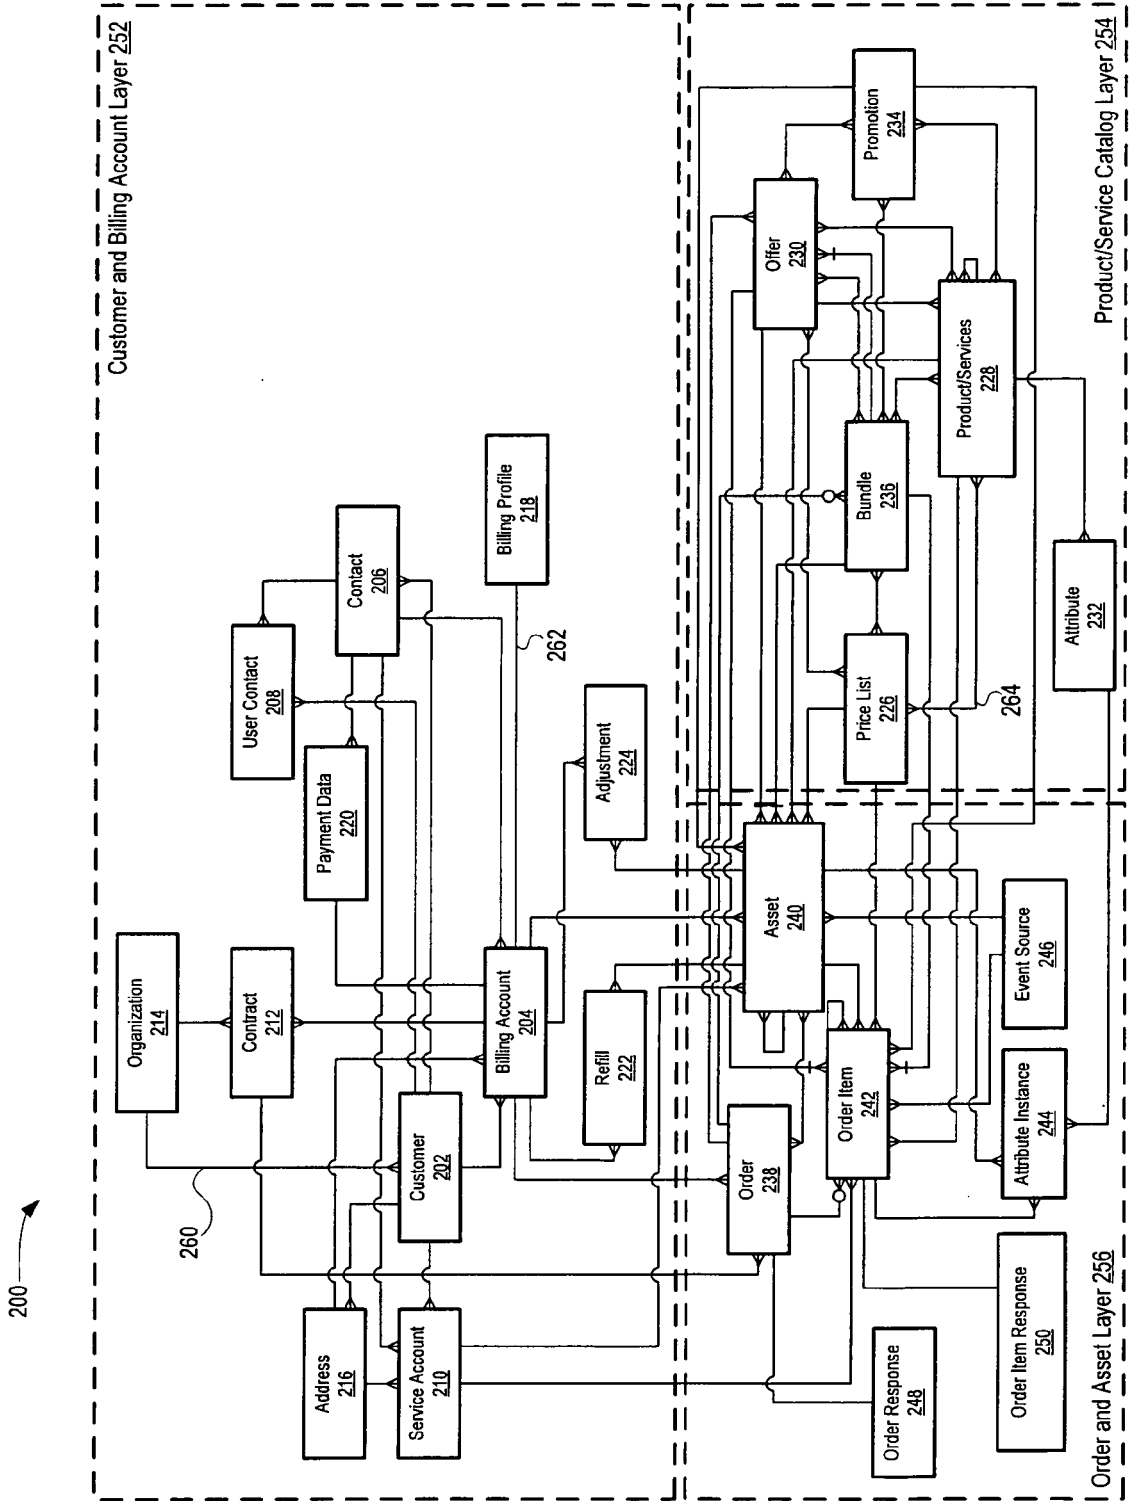 200
Customer and Billing Account Layer 252
Organization
214
260
Contract
212
User Contact
208
Payment Data
220
Contact
206
Address
216
Service Account
210
Customer
202
Billing Account
204
Billing Profile
218
262
Refill
222
Adjustment
224
Product/Service Catalog Layer 254
Promotion
234
Offer
230
Bundle
236
Product/Services
228
Price List
226
264
Attribute
232
Order and Asset Layer 256
Asset
240
Order
238
Order Item
242
Event Source
246
Attribute Instance
244
Order Response
248
Order Item Response
250